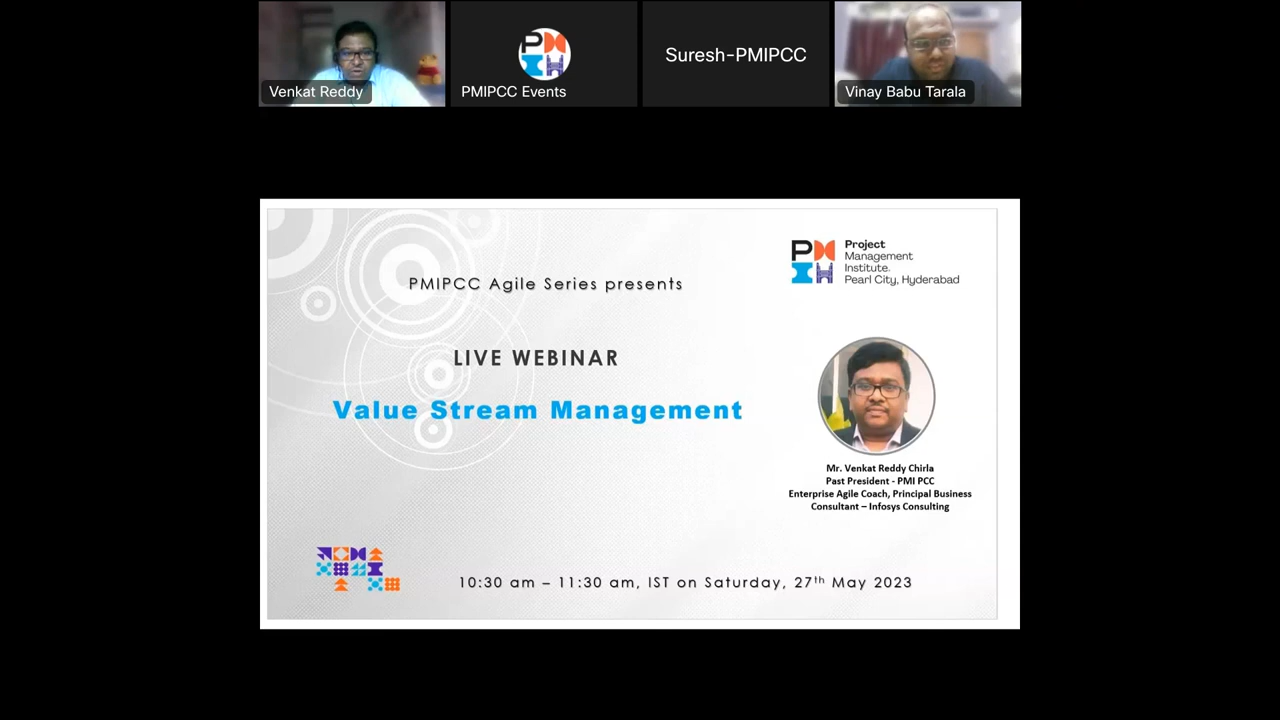 Venkat Reddy
PMIPCC Events
Suresh-PMIPCC
Vinay Babu Tarala
PMIPCC Agile Series presents
LIVE WEBINAR
Value Stream Management
Project
Management
Institute.
Pearl City, Hyderabad
Mr. Venkat Reddy Chirla
Past President - PMI PCC
Enterprise Agile Coach, Principal Business
Consultant – Infosys Consulting
10:30 am – 11:30 am, IST on Saturday, 27th May 2023